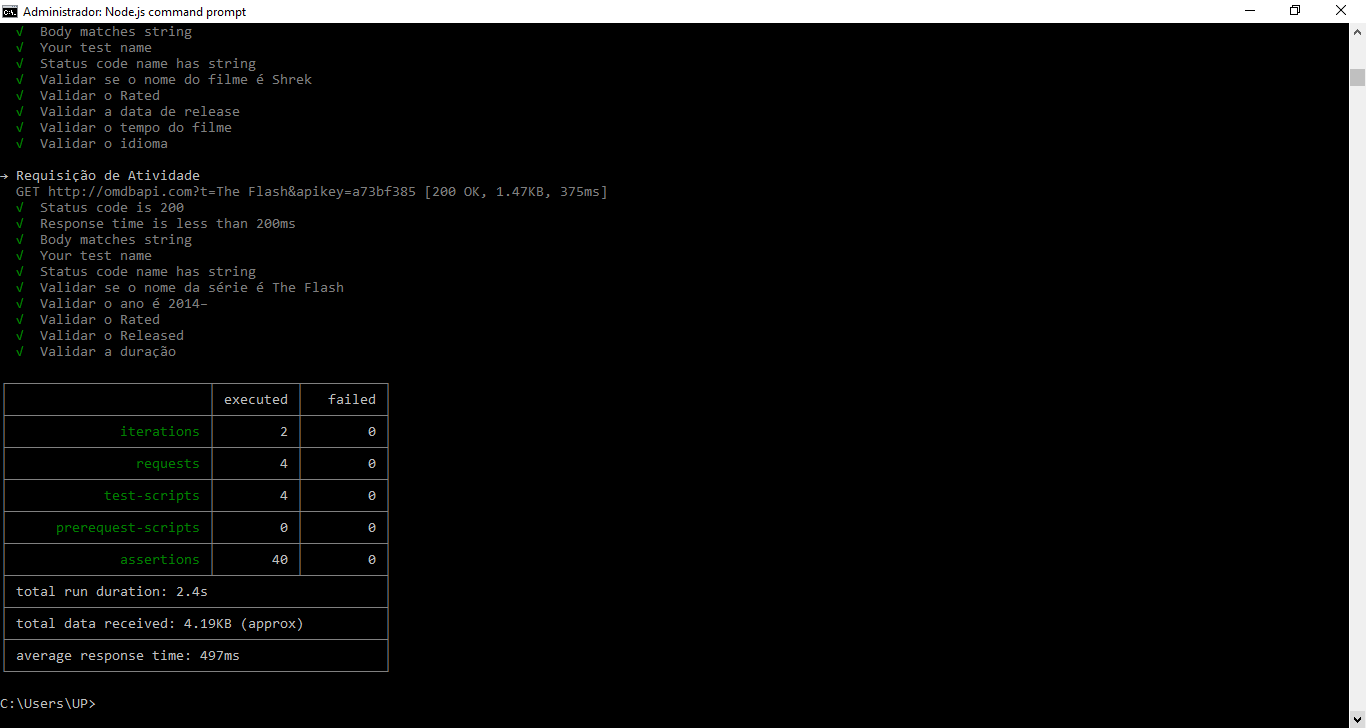 Administrador: Node.js command prompt
√ Body matches string
√ Your test name
√ Status code name has string
√ Validar se o nome do filme é Shrek
√ Validar o Rated
√ Validar a data de release
√ Validar o tempo do filme
√ Validar o idioma
→ Requisição de Atividade
GET http://omdbapi.com?t=The Flash&apikey=a73bf385 [200 OK, 1.47KB, 375ms]
√ Status code is 200
√ Response time is less than 200ms
√ Body matches string
√ Your test name
√ Status code name has string
√ Validar se o nome da série é The Flash
√ Validar o ano é 2014–
√ Validar o Rated
√ Validar o Released
√ Validar a duração
executed failed
iterations 2 0
requests 4 0
test-scripts 4 0
prerequest-scripts 0 0
assertions 40 0
total run duration: 2.4s
total data received: 4.19KB (approx)
average response time: 497ms
C:\Users\UP>